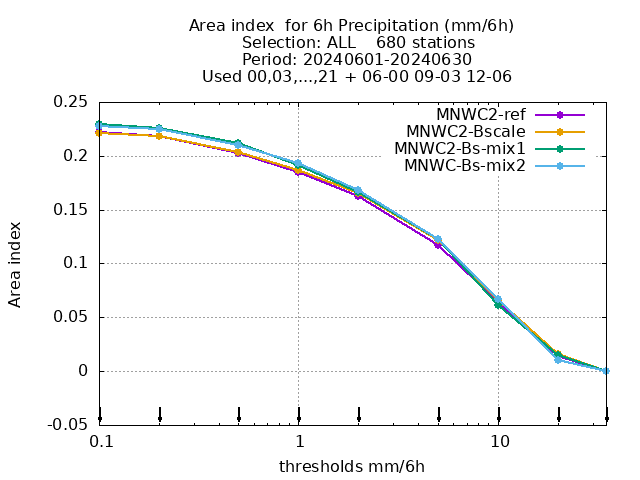 Area index  for 6h Precipitation (mm/6h)
Selection: ALL    680 stations
Period: 20240601-20240630
Used 00,03,...,21 + 06-00 09-03 12-06
MNWC2-ref
MNWC2-Bscale
MNWC2-Bs-mix1
MNWC-Bs-mix2
0.25
0.2
0.15
0.1
0.05
0
-0.05
Area index
0.1
1
10
thresholds mm/6h